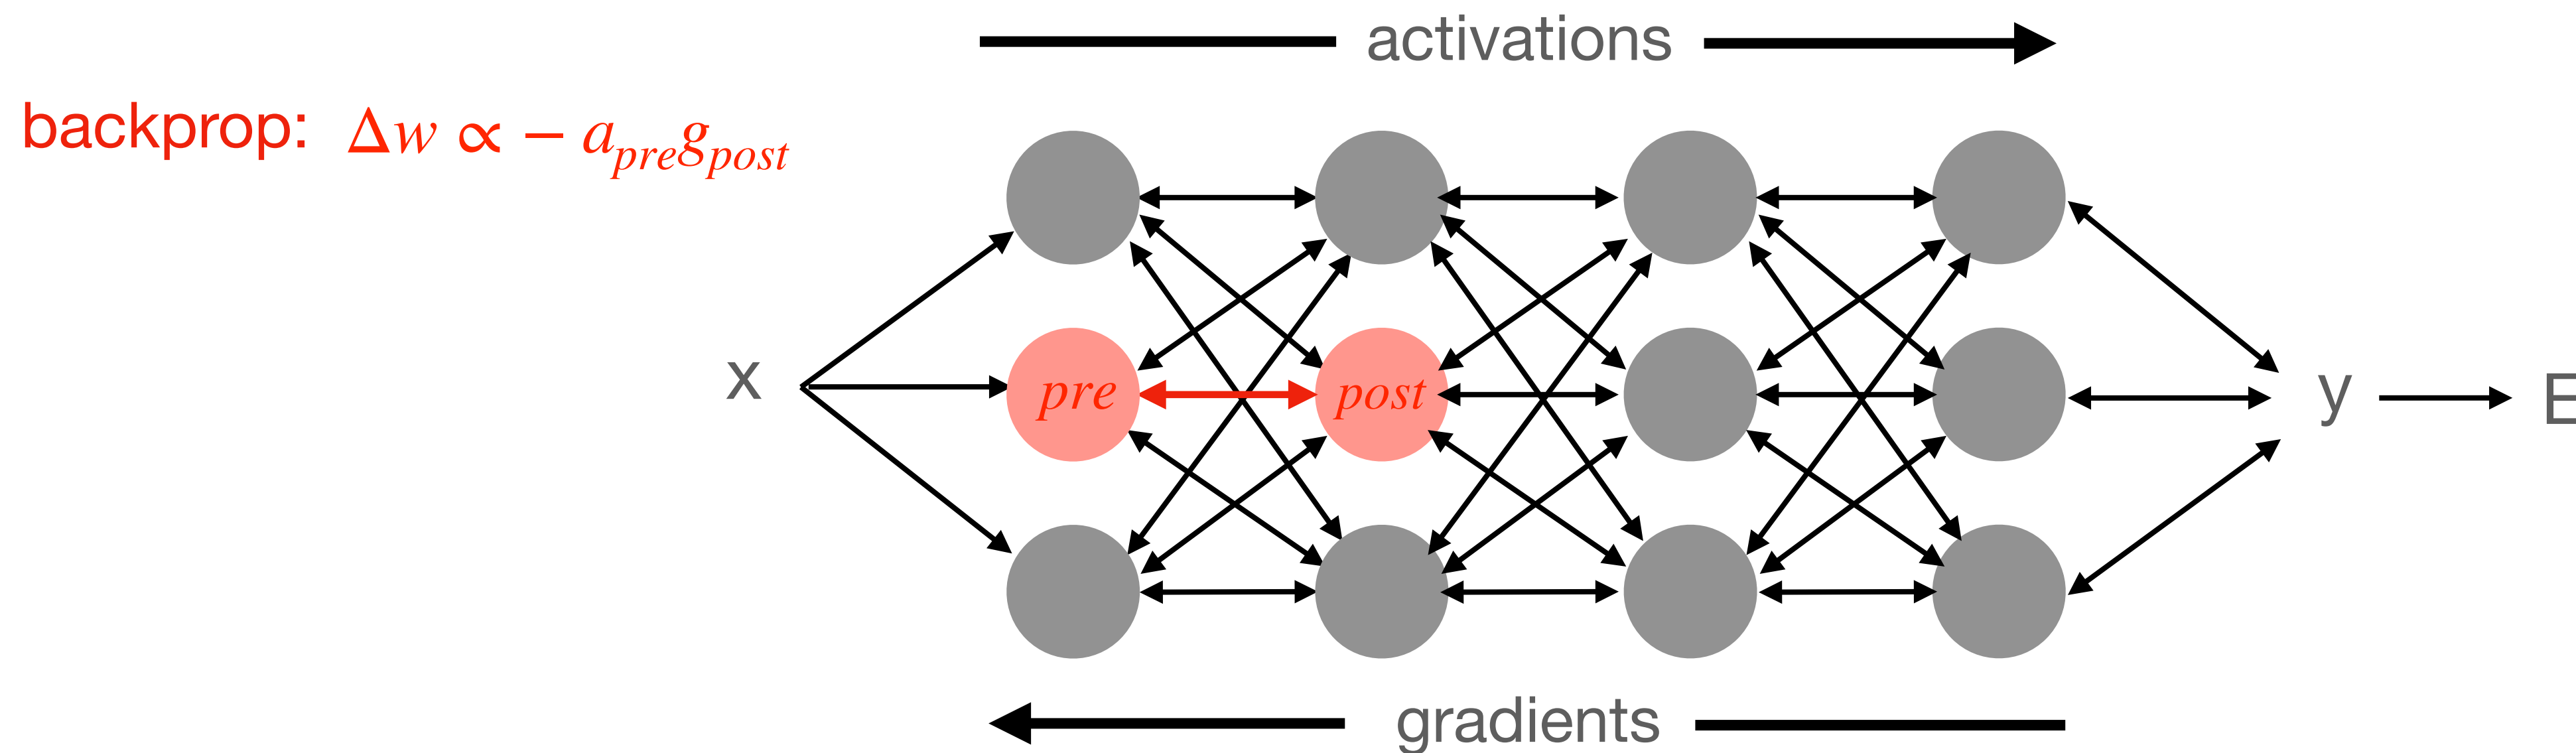 activations
backprop: Δw ∝ − a_pre g_post
x pre post y E
gradients